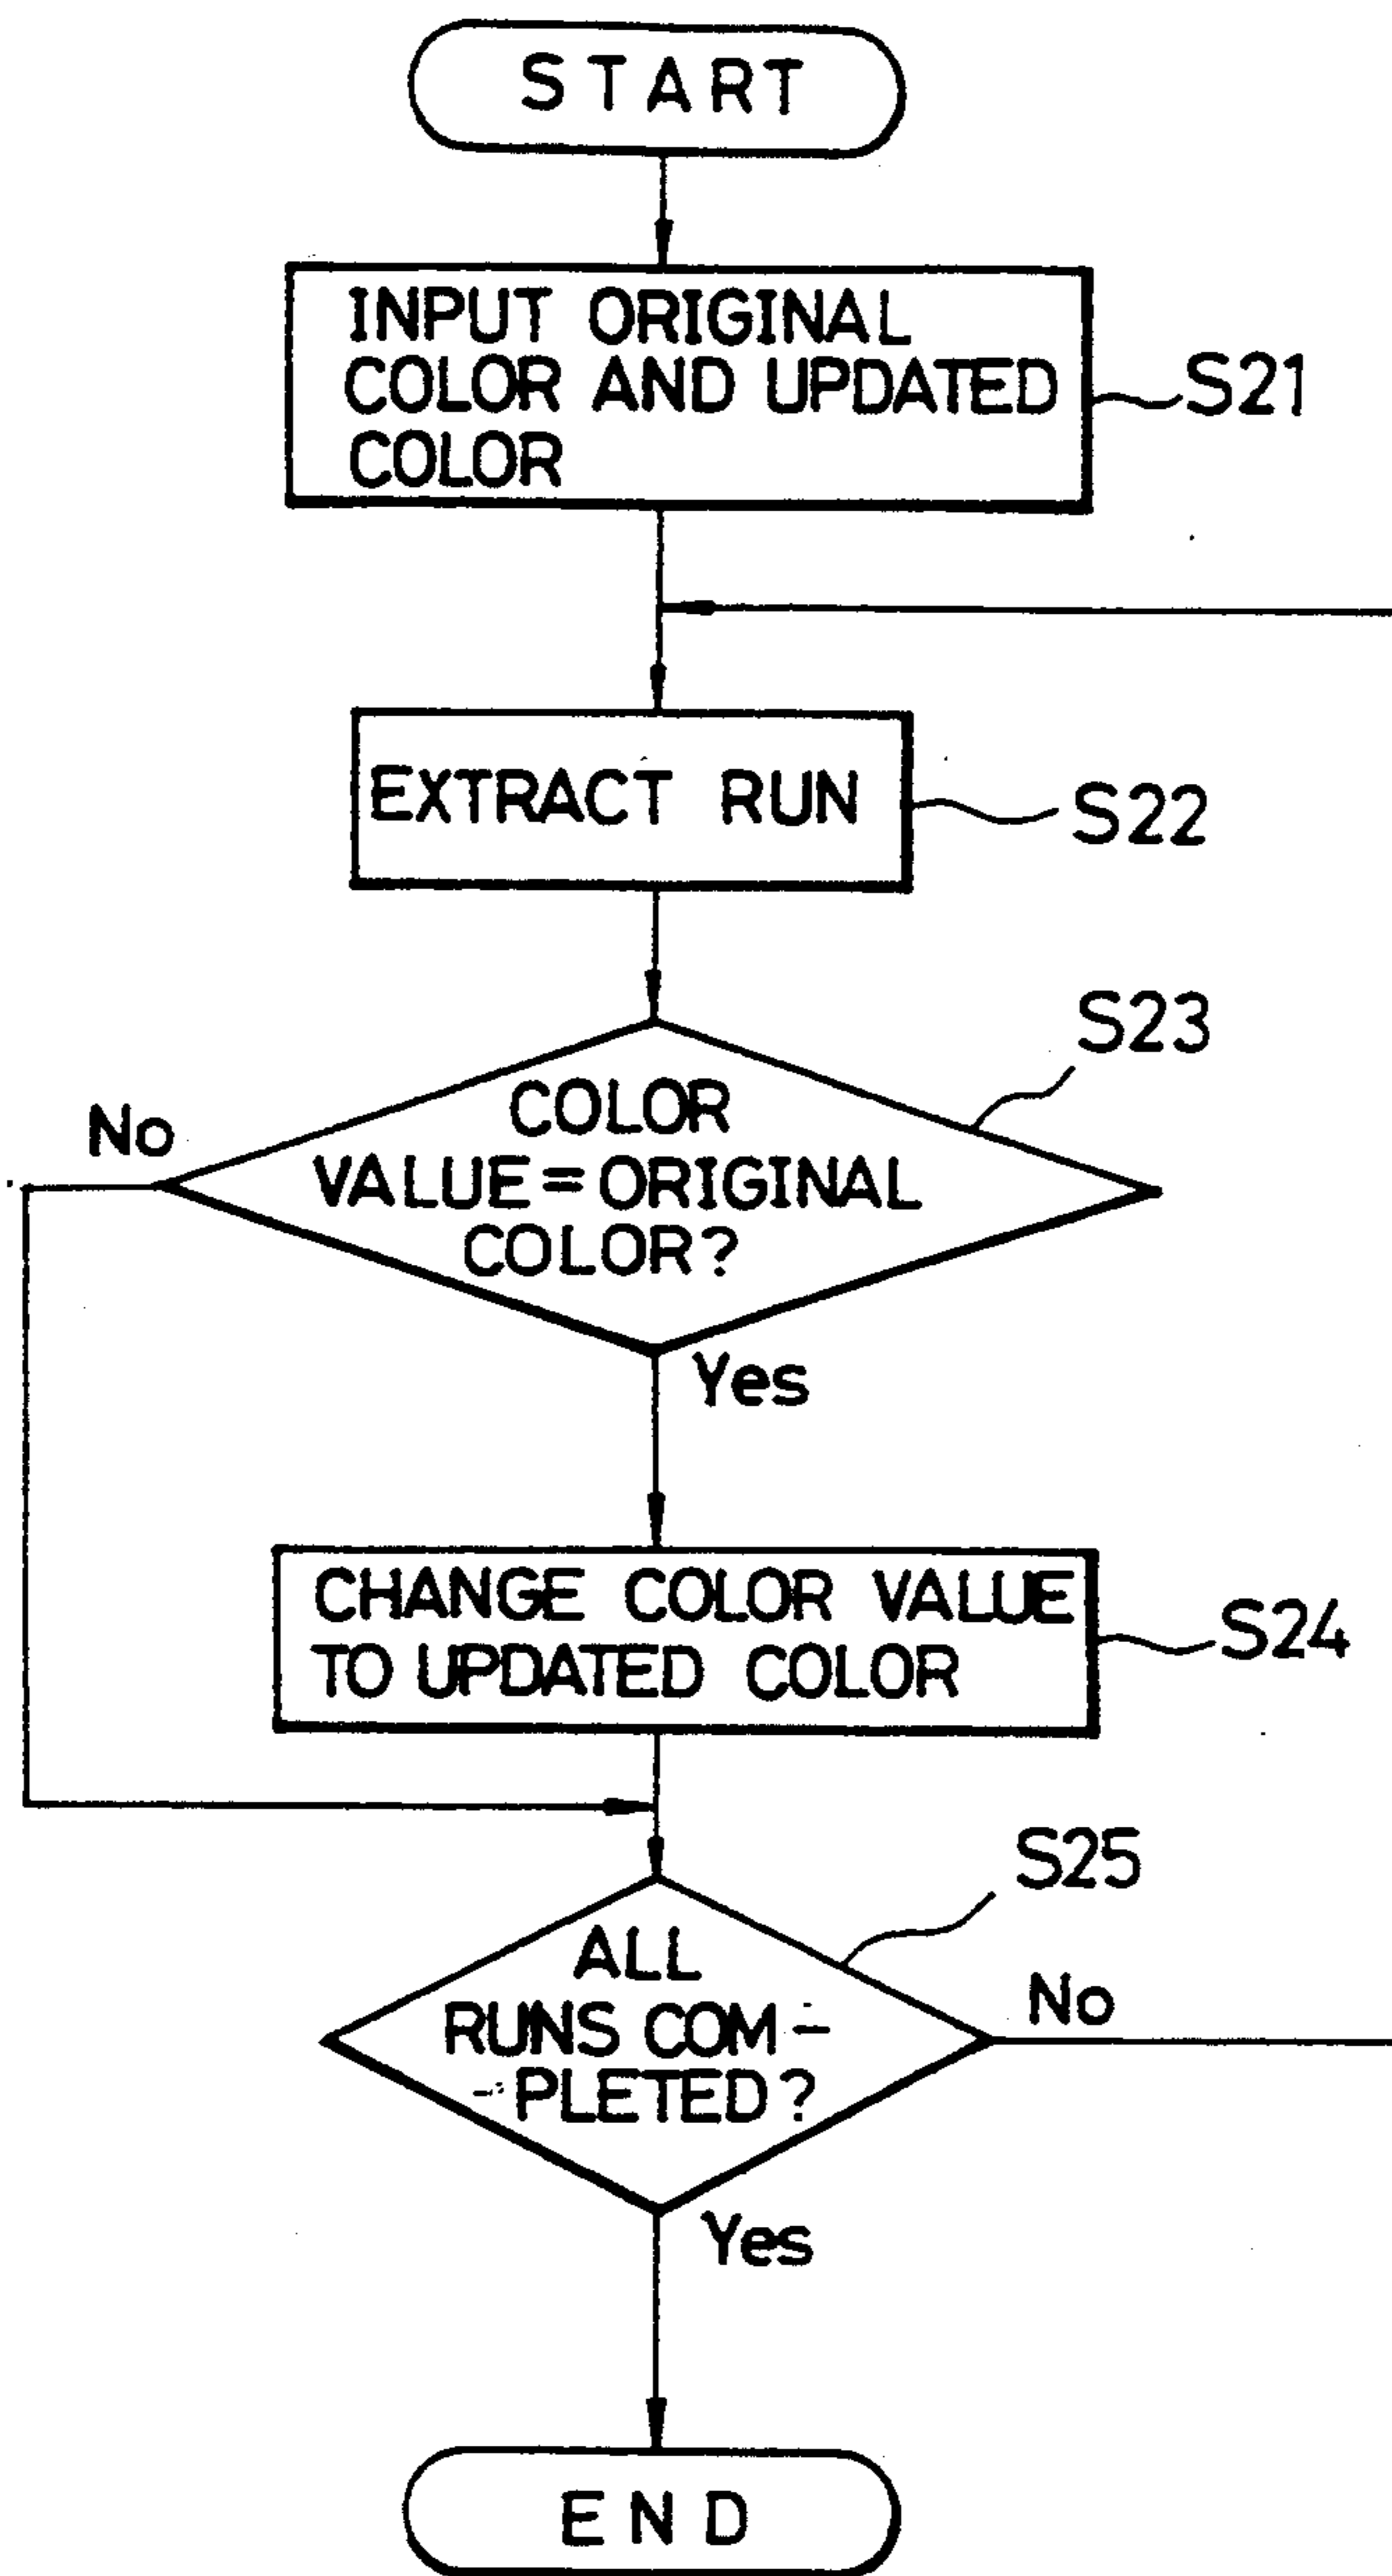 START
INPUT ORIGINAL
COLOR AND UPDATED
COLOR
S21
EXTRACT RUN
S22
S23
COLOR
VALUE=ORIGINAL
COLOR?
No
Yes
CHANGE COLOR VALUE
TO UPDATED COLOR
S24
S25
ALL
RUNS COM-
PLETED?
No
Yes
END